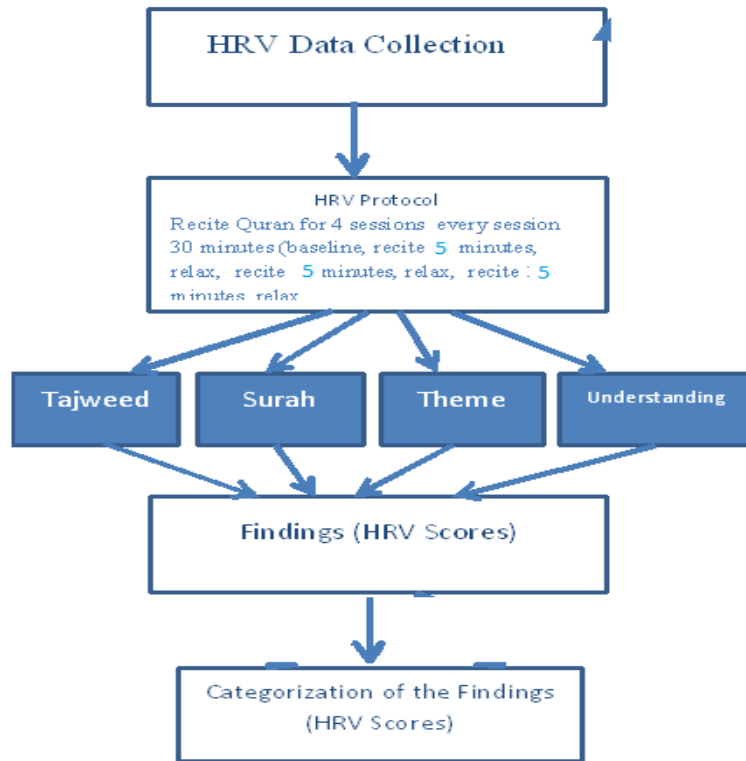 HRV Data Collection
HRV Protocol
Recite Quran for 4 sessions every session
30 minutes (baseline, recite 5 minutes,
relax, recite 5 minutes, relax, recite : 5
minutes relax
Tajweed
Surah
Theme
Understanding
Findings (HRV Scores)
Categorization of the Findings
(HRV Scores)